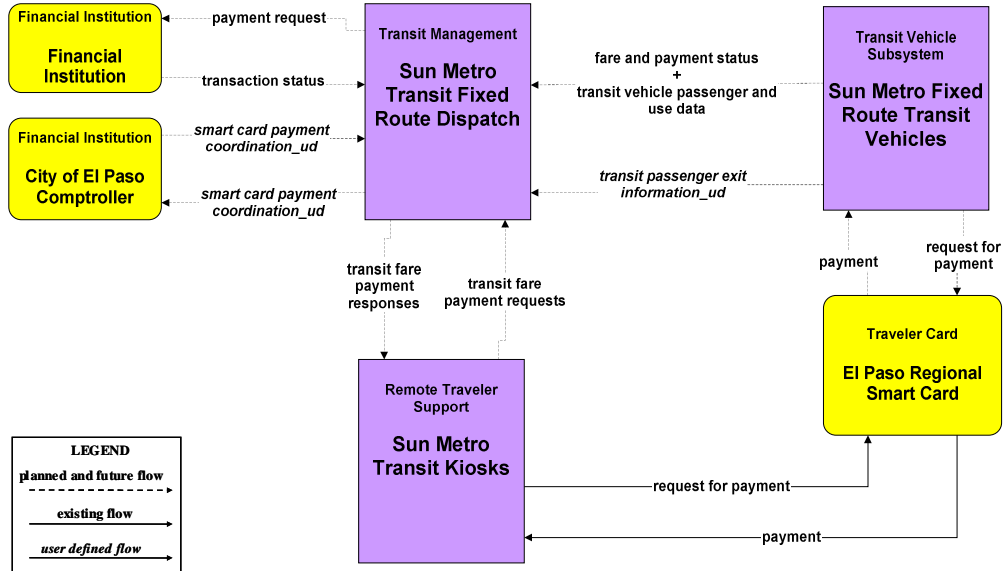 Financial Institution
Financial
Institution
payment request
transaction status
Transit Management
Sun Metro
Transit Fixed
Route Dispatch
fare and payment status
+
transit vehicle passenger and
use data
Transit Vehicle
Subsystem
Sun Metro Fixed
Route Transit
Vehicles
Financial Institution
City of El Paso
Comptroller
smart card payment
coordination_ud
smart card payment
coordination_ud
transit passenger exit
information_ud
transit fare
payment
responses
transit fare
payment requests
payment
request for
payment
Traveler Card
El Paso Regional
Smart Card
Remote Traveler
Support
Sun Metro
Transit Kiosks
request for payment
payment
LEGEND
planned and future flow
existing flow
user defined flow